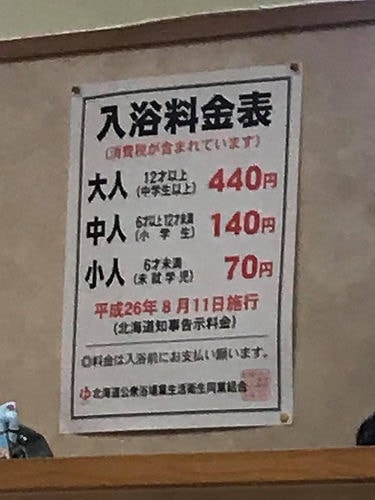 入浴料金表
(消費税が含まれています)
大人 12才以上 (中学生以上) 440円
中人 6才以上12才未満 (小学生) 140円
小人 6才未満 (未就学児) 70円
平成26年8月11日施行
(北海道知事告示料金)
◎料金は入浴前にお支払い願います。
ゆ 北海道公衆浴場業生活衛生同業組合